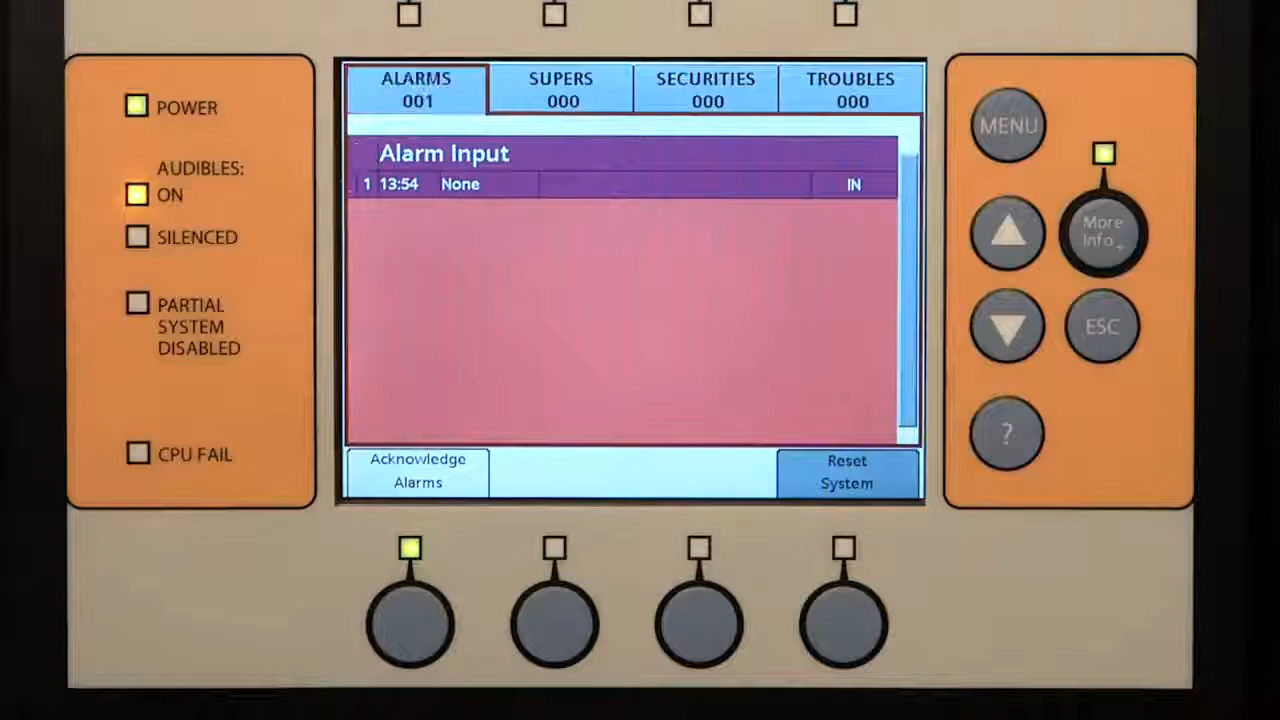 POWER
AUDIBLES:
ON
SILENCED
PARTIAL
SYSTEM
DISABLED
CPU FAIL
ALARMS
001
SUPERS
000
SECURITIES
000
TROUBLES
000
Alarm Input
1 13:54 None IN
Acknowledge
Alarms
Reset
System
MENU
More
Info +
ESC
?